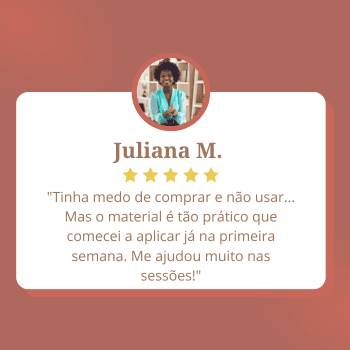 Juliana M.
"Tinha medo de comprar e não usar...
Mas o material é tão prático que
comecei a aplicar já na primeira
semana. Me ajudou muito nas
sessões!"